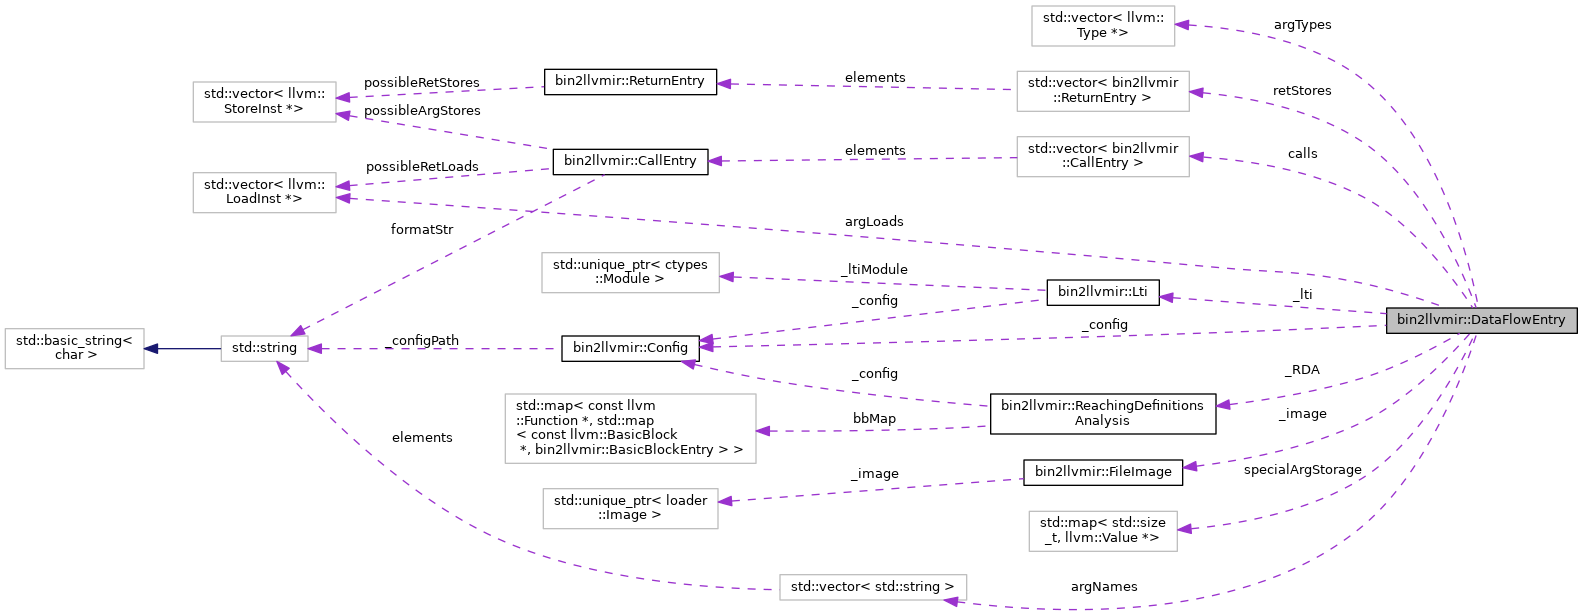 std::vector< llvm::
Type *>
argTypes
possibleRetStores
bin2llvmir::ReturnEntry
elements
std::vector< bin2llvmir
::ReturnEntry >
retStores
std::vector< llvm::
StoreInst *>
possibleArgStores
bin2llvmir::CallEntry
elements
std::vector< bin2llvmir
::CallEntry >
calls
possibleRetLoads
std::vector< llvm::
LoadInst *>
argLoads
formatStr
std::unique_ptr< ctypes
::Module >
_ltiModule
bin2llvmir::Lti
_lti
_config
bin2llvmir::DataFlowEntry
_config
std::basic_string<
char >
std::string
_configPath
bin2llvmir::Config
_config
_RDA
std::map< const llvm
::Function *, std::map
< const llvm::BasicBlock
*, bin2llvmir::BasicBlockEntry > >
bbMap
bin2llvmir::ReachingDefinitions
Analysis
_image
elements
_image
bin2llvmir::FileImage
specialArgStorage
std::unique_ptr< loader
::Image >
std::map< std::size
_t, llvm::Value *>
std::vector< std::string >
argNames